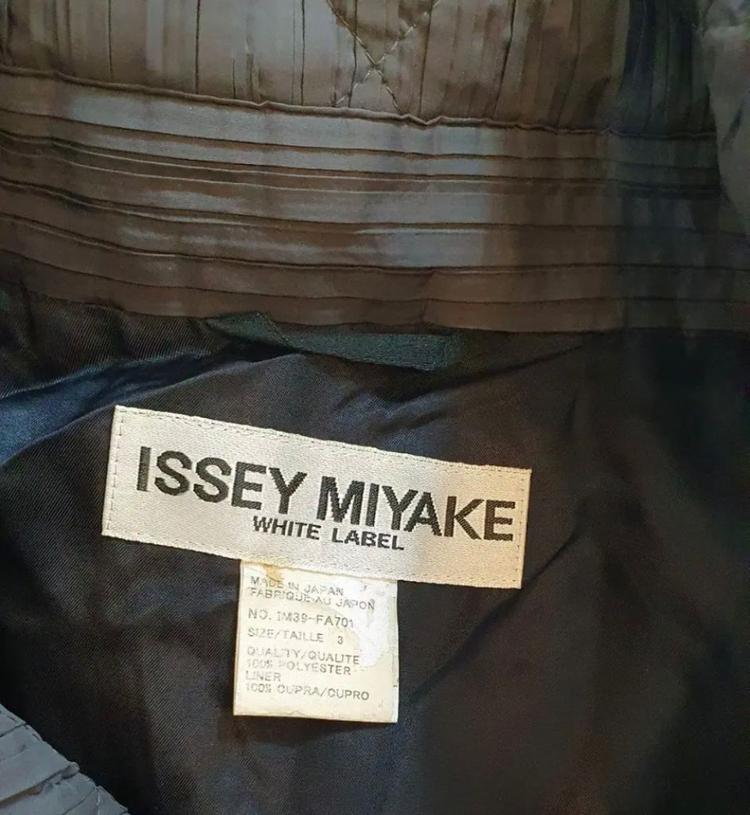 ISSEY MIYAKE
WHITE LABEL
MADE IN JAPAN
FABRIQUE AU JAPON
NO. IM39-FA701
SIZE/TAILLE 3
QUALITY/QUALITE
100% POLYESTER
LINER
100% CUPRA/CUPRO